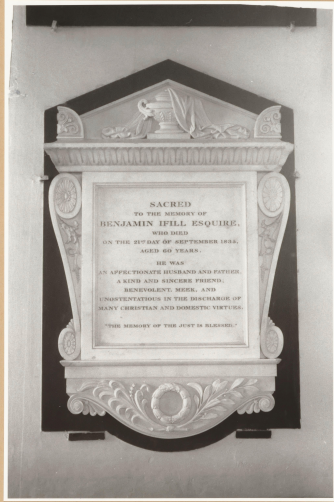 SACRED
TO THE MEMORY OF
BENJAMIN IFILL ESQUIRE,
WHO DIED
ON THE 21ST DAY OF SEPTEMBER
AGED 60 YEARS.
HE WAS
AN AFFECTIONATE HUSBAND AND FATHER,
A KIND AND SINCERE FRIEND,
BENEVOLENT, MEEK, AND
UNOSTENTATIOUS IN THE DISCHARGE OF
MANY CHRISTIAN AND DOMESTIC VIRTUES.
"THE MEMORY OF THE JUST IS BLESSED."